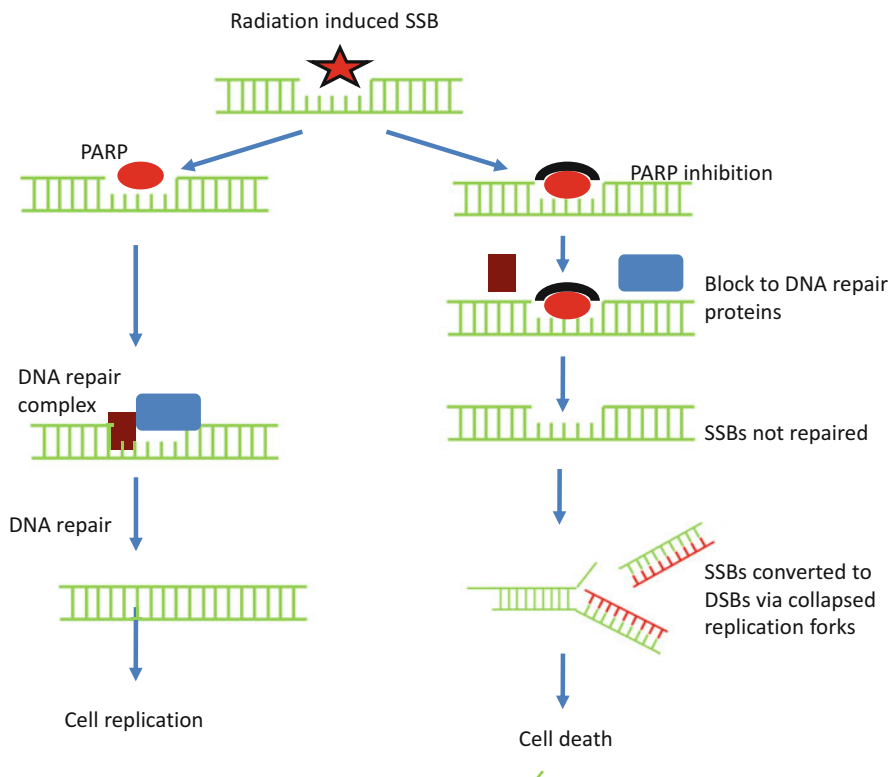 Radiation induced SSB
PARP
PARP inhibition
Block to DNA repair
proteins
DNA repair
complex
SSBs not repaired
DNA repair
SSBs converted to
DSBs via collapsed
replication forks
Cell replication
Cell death